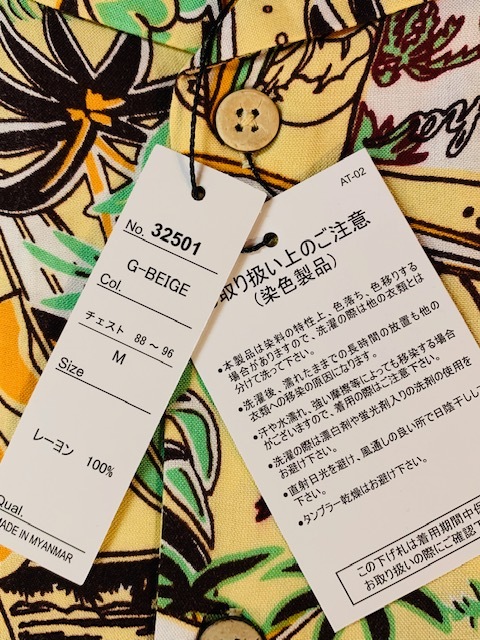 No. 32501
G-BEIGE
Col.
チェスト 88 ～ 96
M
Size
レーヨン 100%
Qual.
MADE IN MYANMAR
AT-02
取り扱い上のご注意
(染色製品)
●本製品は染料の特性上、色落ち、色移りする
場合がありますので、洗濯の際は他の衣類とは
分けて洗って下さい。
●洗濯後、濡れたままでの長時間の放置も他の
衣類への移染の原因になります。
●汗や水濡れ、強い摩擦等によっても移染する場合
がございますので、着用の際はご注意下さい。
●洗濯の際は漂白剤や蛍光剤入りの洗剤の使用を
お避け下さい。
●直射日光を避け、風通しの良い所で日陰干し
下さい。
●タンブラー乾燥はお避け下さい。
この下げ札は着用期間中
お取り扱いの際にご確認下